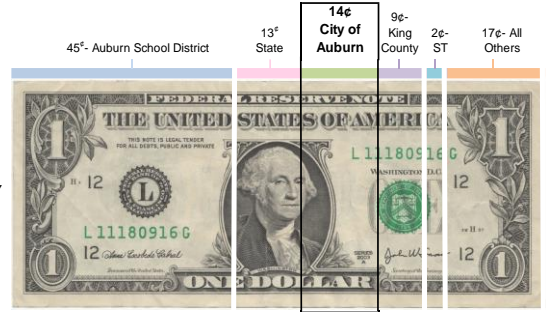 45¢- Auburn School District
13¢
State
14¢
City of
Auburn
9¢-
King
County
2¢-
ST
17¢- All
Others
FEDERAL RESERVE NOTE
THE UNITED STATES OF AMERICA
THIS NOTE IS LEGAL TENDER
FOR ALL DEBTS, PUBLIC AND PRIVATE
L 11180916 G
WASHINGTON, D.C.
12
12
L
L 11180916 G
12
12
SERIES
ONE DOLLAR
1
1
1
1